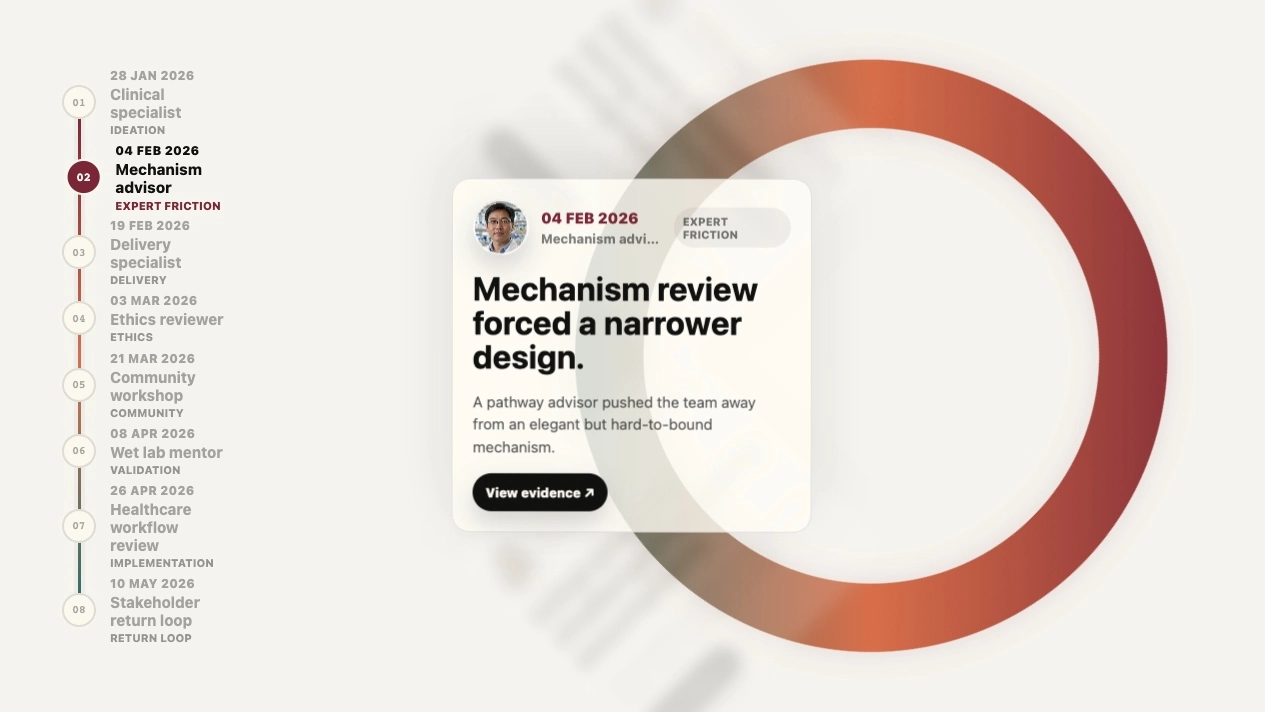 28 JAN 2026
01
Clinical
specialist
IDEATION
04 FEB 2026
02
Mechanism
advisor
EXPERT FRICTION
19 FEB 2026
03
Delivery
specialist
DELIVERY
03 MAR 2026
04
Ethics reviewer
ETHICS
21 MAR 2026
05
Community
workshop
COMMUNITY
08 APR 2026
06
Wet lab mentor
VALIDATION
26 APR 2026
07
Healthcare
workflow
review
IMPLEMENTATION
10 MAY 2026
08
Stakeholder
return loop
RETURN LOOP
04 FEB 2026
Mechanism advi...
EXPERT
FRICTION
Mechanism review
forced a narrower
design.
A pathway advisor pushed the team away
from an elegant but hard-to-bound
mechanism.
View evidence ↗